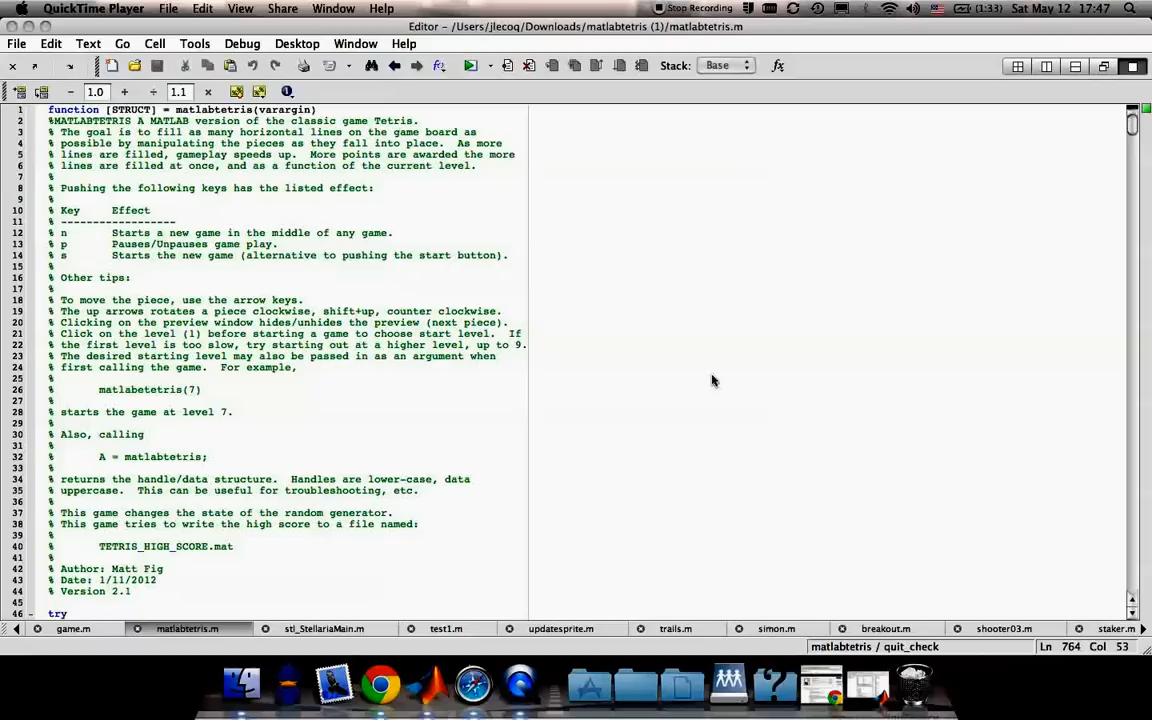 QuickTime Player File Edit View Share Window Help Stop Recording (1:33) Sat May 12 17:47
Editor - /Users/jlecoq/Downloads/matlabtetris (1)/matlabtetris.m
File Edit Text Go Cell Tools Debug Desktop Window Help
Stack: Base fx
− 1.0 + ÷ 1.1 ×
1 function [STRUCT] = matlabtetris(varargin)
2 %MATLABTETRIS A MATLAB version of the classic game Tetris.
3 % The goal is to fill as many horizontal lines on the game board as
4 % possible by manipulating the pieces as they fall into place. As more
5 % lines are filled, gameplay speeds up. More points are awarded the more
6 % lines are filled at once, and as a function of the current level.
7 %
8 % Pushing the following keys has the listed effect:
9 %
10 % Key Effect
11 % ------------------
12 % n Starts a new game in the middle of any game.
13 % p Pauses/Unpauses game play.
14 % s Starts the new game (alternative to pushing the start button).
15 %
16 % Other tips:
17 %
18 % To move the piece, use the arrow keys.
19 % The up arrows rotates a piece clockwise, shift+up, counter clockwise.
20 % Clicking on the preview window hides/unhides the preview (next piece).
21 % Click on the level (1) before starting a game to choose start level. If
22 % the first level is too slow, try starting out at a higher level, up to 9.
23 % The desired starting level may also be passed in as an argument when
24 % first calling the game. For example,
25 %
26 % matlabetetris(7)
27 %
28 % starts the game at level 7.
29 %
30 % Also, calling
31 %
32 % A = matlabtetris;
33 %
34 % returns the handle/data structure. Handles are lower-case, data
35 % uppercase. This can be useful for troubleshooting, etc.
36 %
37 % This game changes the state of the random generator.
38 % This game tries to write the high score to a file named:
39 %
40 % TETRIS_HIGH_SCORE.mat
41 %
42 % Author: Matt Fig
43 % Date: 1/11/2012
44 % Version 2.1
45
46 – try
game.m matlabtetris.m stl_StellariaMain.m test1.m updatesprite.m trails.m simon.m breakout.m shooter03.m staker.m
matlabtetris / quit_check Ln 764 Col 53